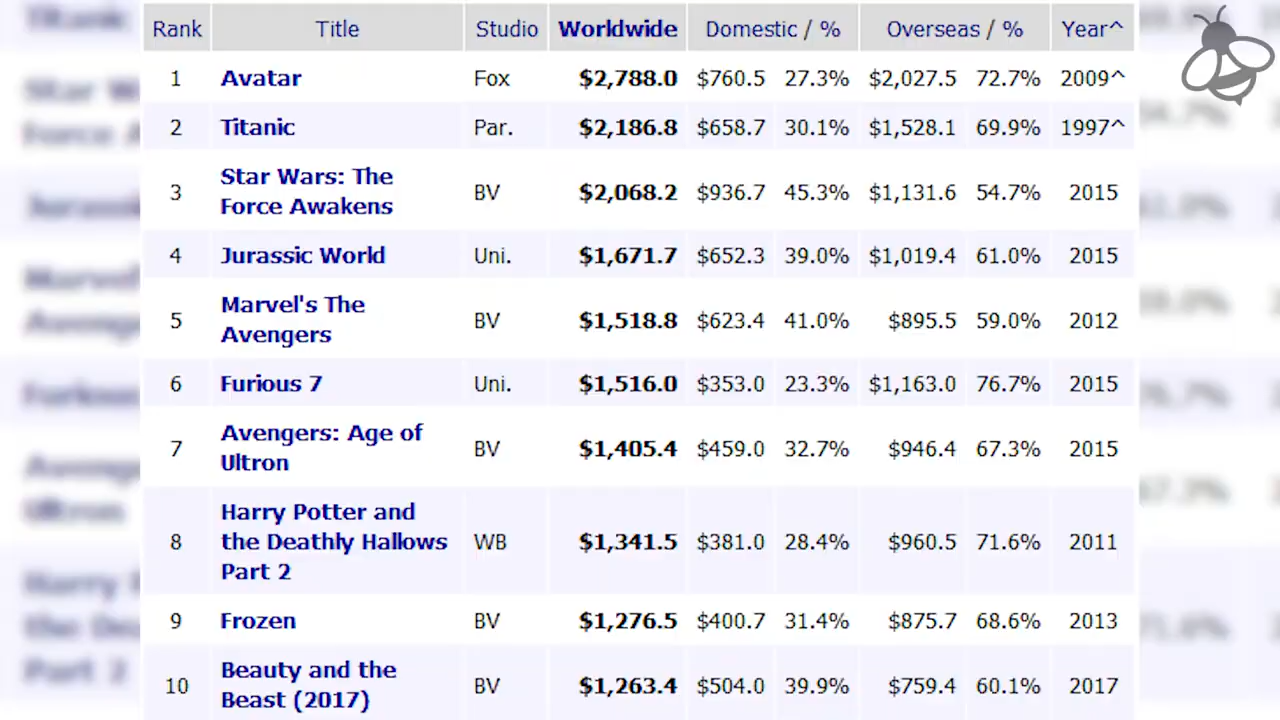 Rank Title Studio Worldwide Domestic / % Overseas / % Year^
1 Avatar Fox $2,788.0 $760.5 27.3% $2,027.5 72.7% 2009^
2 Titanic Par. $2,186.8 $658.7 30.1% $1,528.1 69.9% 1997^
3 Star Wars: The
Force Awakens BV $2,068.2 $936.7 45.3% $1,131.6 54.7% 2015
4 Jurassic World Uni. $1,671.7 $652.3 39.0% $1,019.4 61.0% 2015
5 Marvel's The
Avengers BV $1,518.8 $623.4 41.0% $895.5 59.0% 2012
6 Furious 7 Uni. $1,516.0 $353.0 23.3% $1,163.0 76.7% 2015
7 Avengers: Age of
Ultron BV $1,405.4 $459.0 32.7% $946.4 67.3% 2015
8 Harry Potter and
the Deathly Hallows
Part 2 WB $1,341.5 $381.0 28.4% $960.5 71.6% 2011
9 Frozen BV $1,276.5 $400.7 31.4% $875.7 68.6% 2013
10 Beauty and the
Beast (2017) BV $1,263.4 $504.0 39.9% $759.4 60.1% 2017